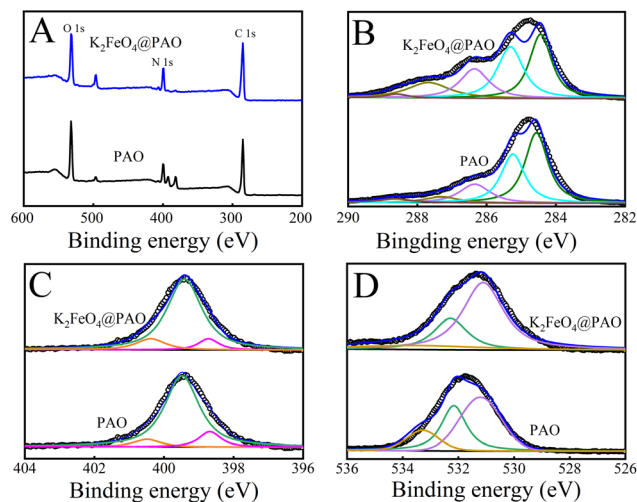 A
O 1s
K₂FeO₄@PAO
N 1s
C 1s
PAO
600 500 400 300 200
Binding energy (eV)
B
K₂FeO₄@PAO
PAO
290 288 286 284 282
Bingding energy (eV)
C
K₂FeO₄@PAO
PAO
404 402 400 398 396
Binding energy (eV)
D
K₂FeO₄@PAO
PAO
536 534 532 530 528 526
Binding energy (eV)